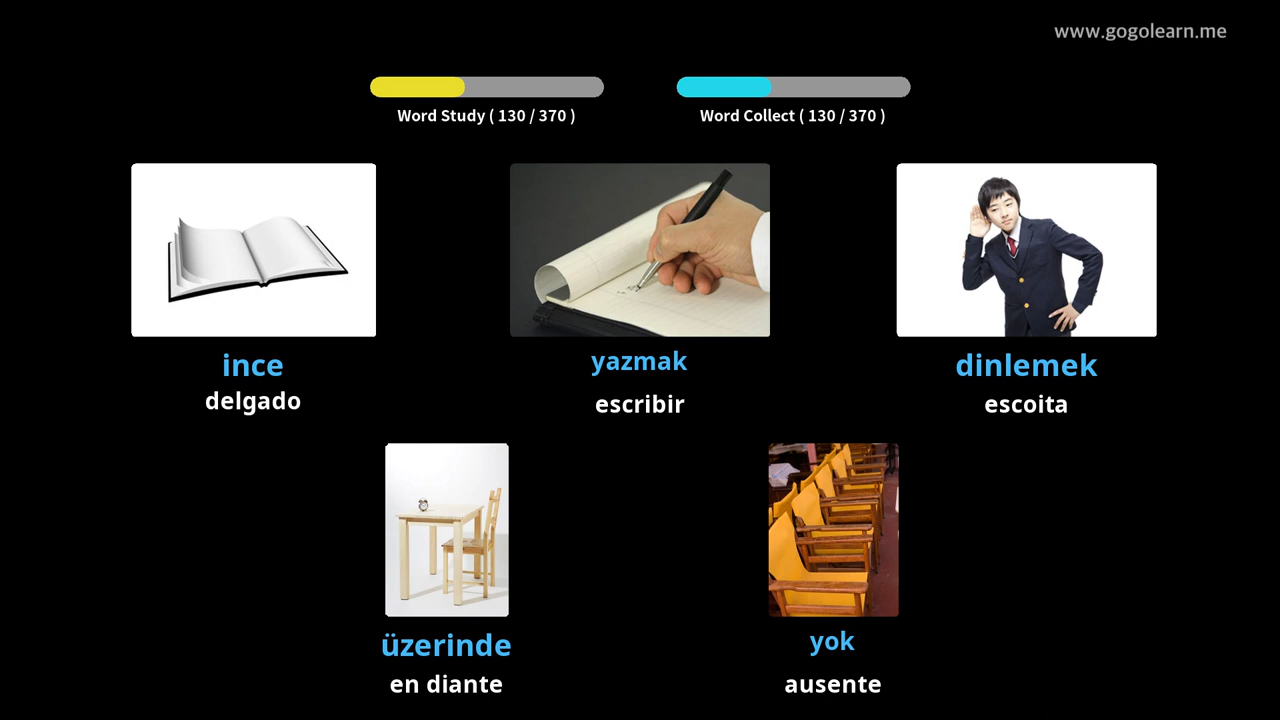 www.gogolearn.me
Word Study ( 130 / 370 )
Word Collect ( 130 / 370 )
ince
delgado
yazmak
escribir
dinlemek
escoita
üzerinde
en diante
yok
ausente